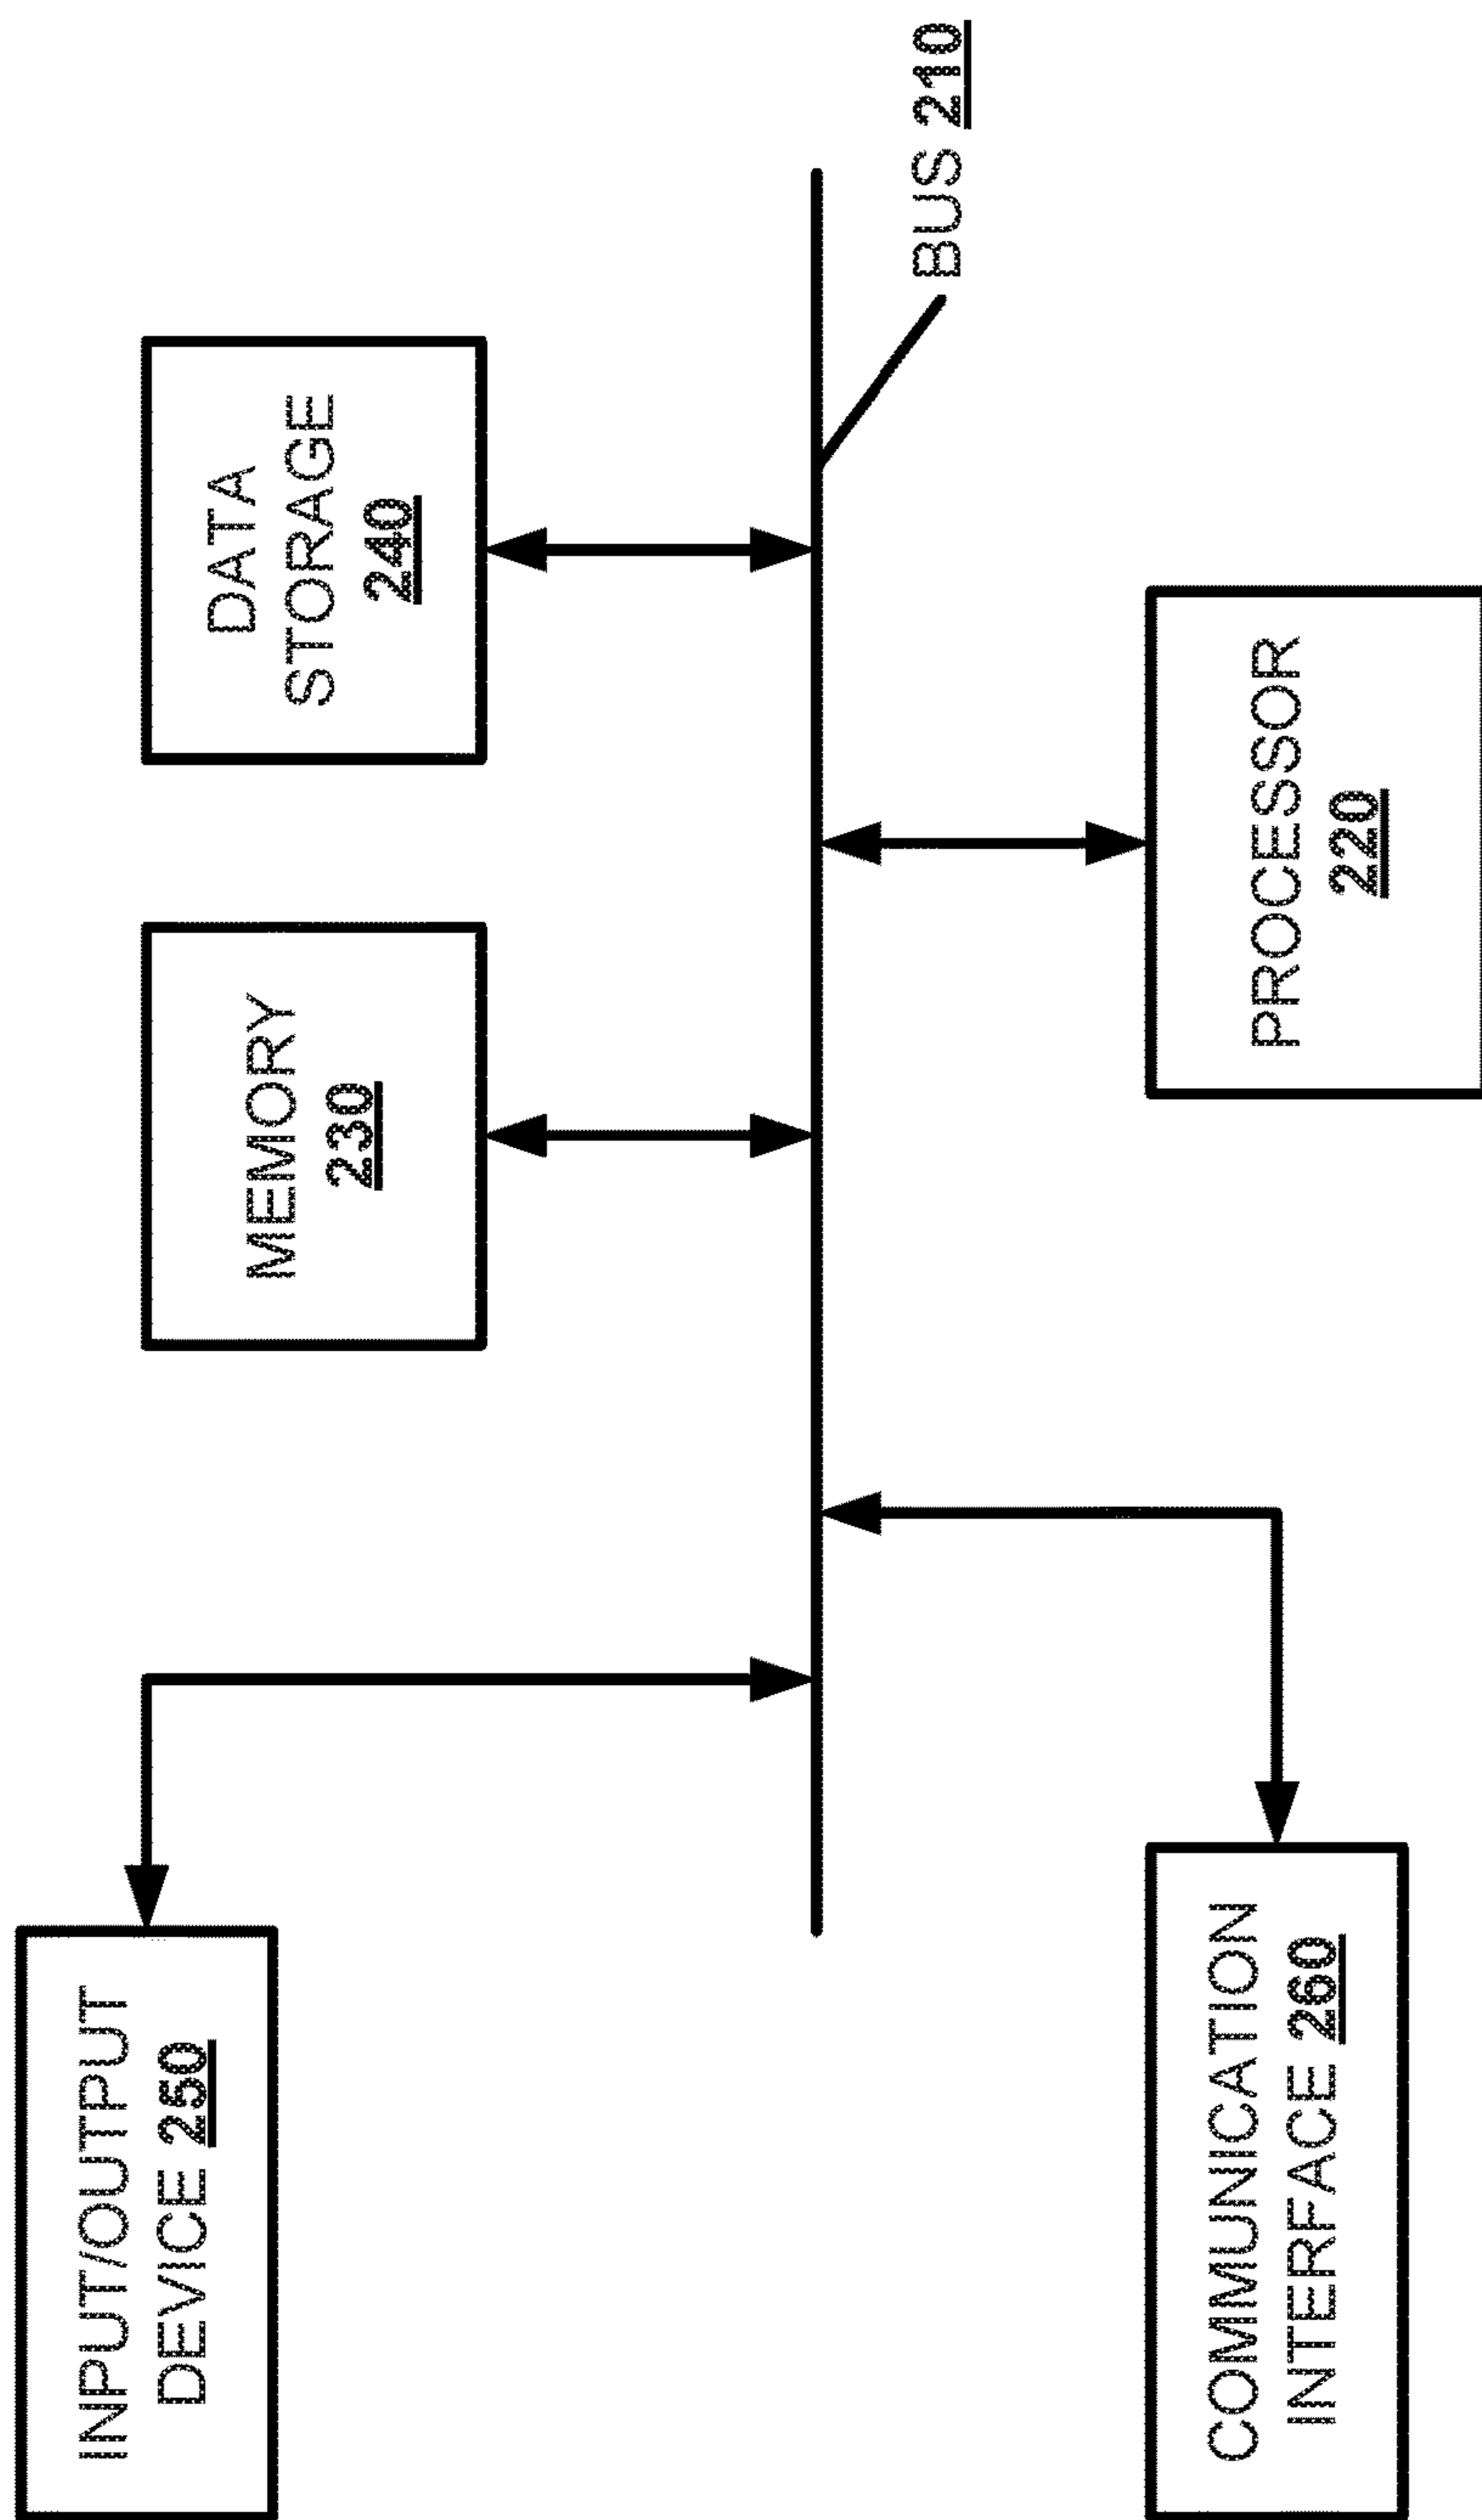 INPUT/OUTPUT
DEVICE 250
MEMORY
230
DATA
STORAGE
240
BUS 210
COMMUNICATION
INTERFACE 260
PROCESSOR
220